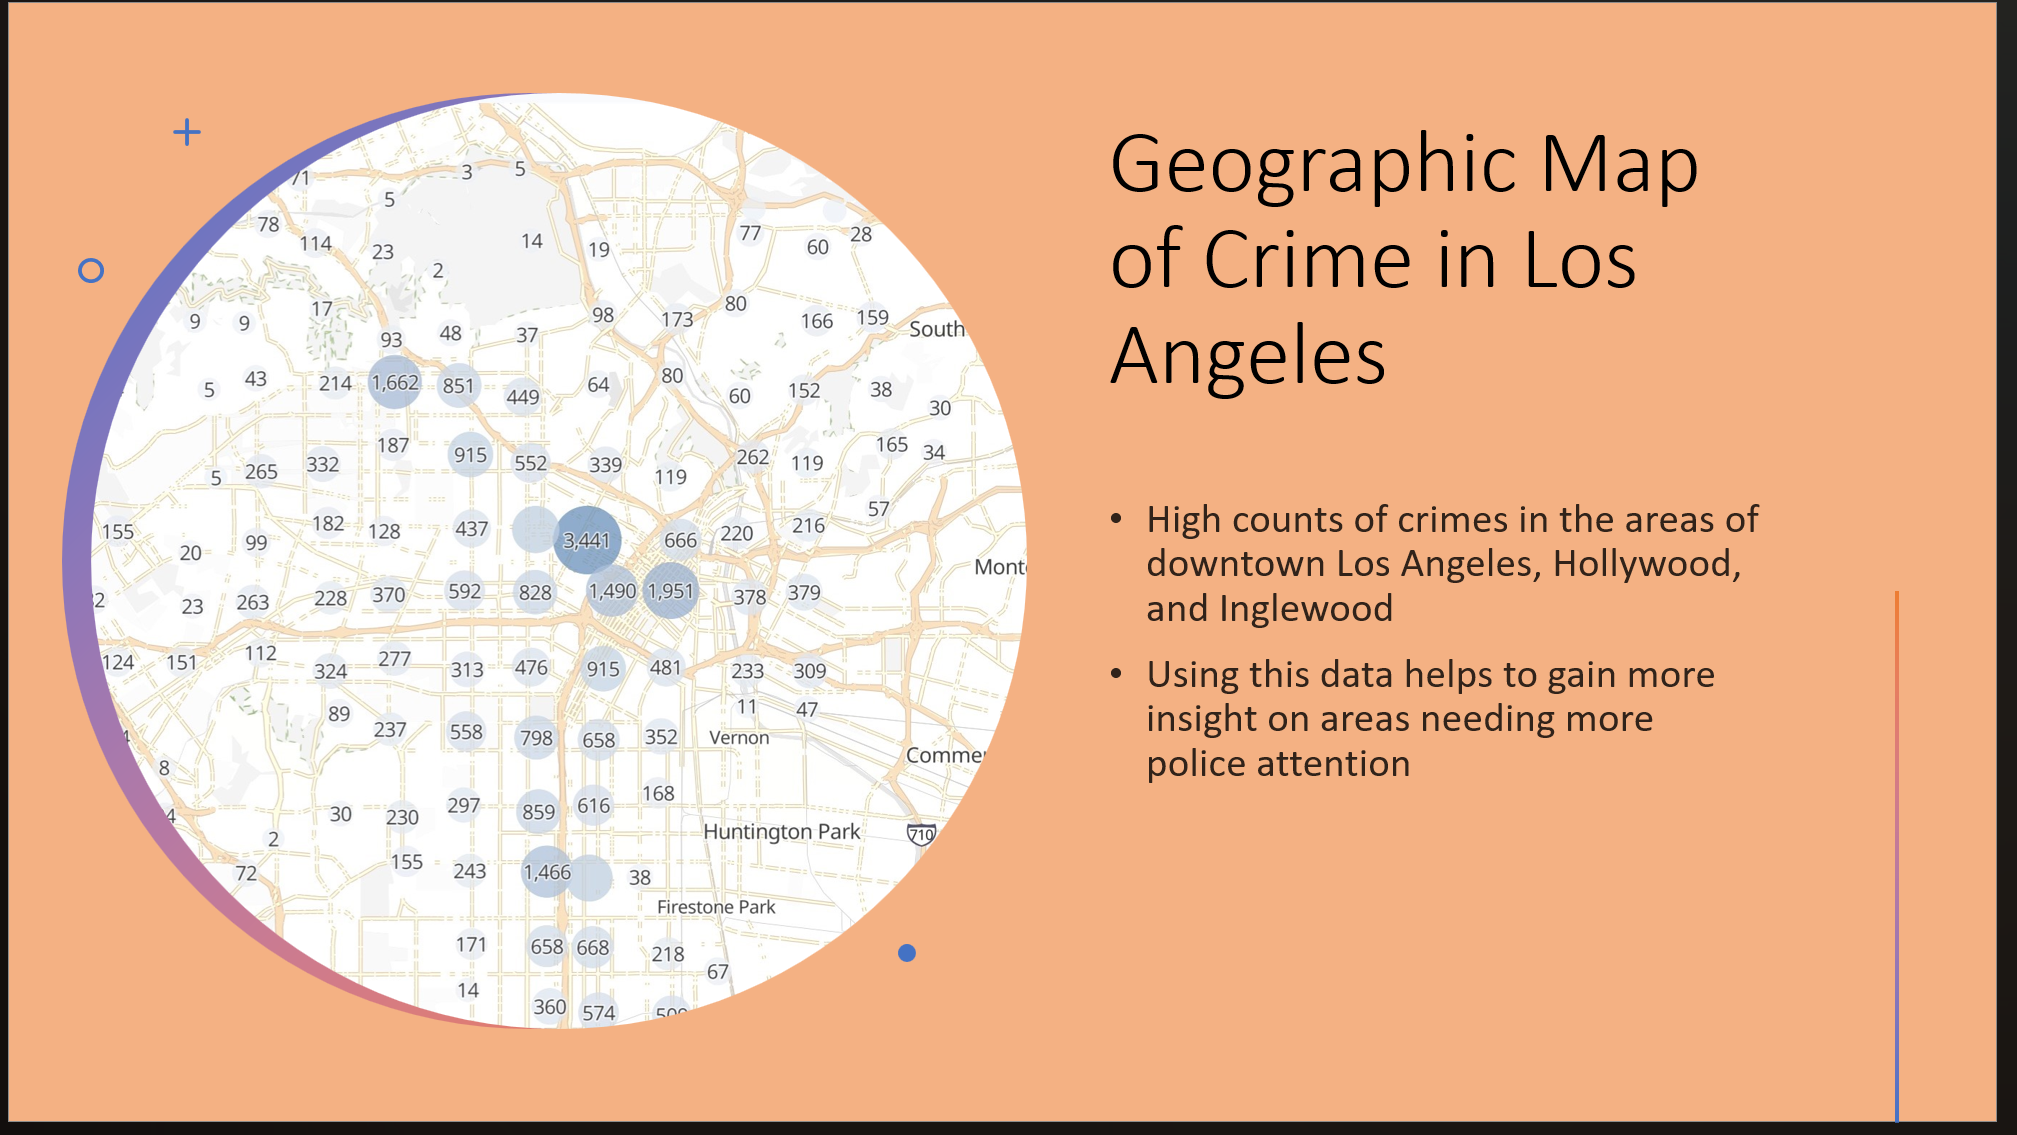 Geographic Map
of Crime in Los
Angeles
• High counts of crimes in the areas of
downtown Los Angeles, Hollywood,
and Inglewood
• Using this data helps to gain more
insight on areas needing more
police attention
3 5
71
5
78 114 23 14 19 77 60 28
2
17 98 173 80 166 159
9 9 93 48 37 South
5 43 214 1,662 851 449 64 80 60 152 38 30
187 915 552 339 119 262 119 165 34
5 265 332
57
155 20 99 182 128 437 3,441 666 220 216
Mont
23 263 228 370 592 828 1,490 1,951 378 379
124 151 112 324 277 313 476 915 481 233 309
89 237 558 798 658 352 11 47
Vernon
Comme
8
4 30 230 297 859 616 168
2 Huntington Park 710
72 155 243 1,466 38
Firestone Park
171 658 668 218 67
14
360 574